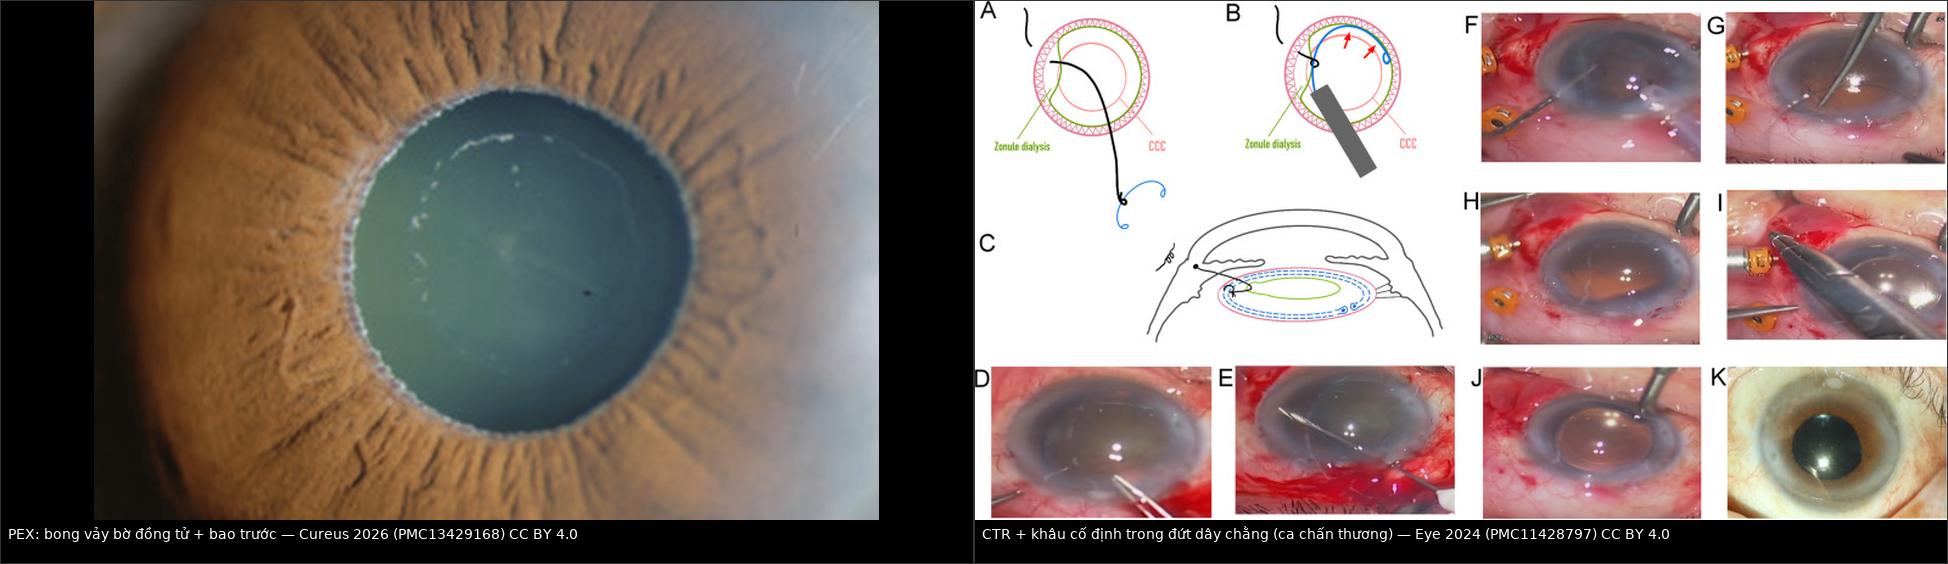 A
B
Zonule dialysis
CCC
Zonule dialysis
CCC
C
D
E
F
G
H
I
J
K
PEX: bong vảy bờ đồng tử + bao trước — Cureus 2026 (PMC13429168) CC BY 4.0
CTR + khâu cố định trong đứt dây chằng (ca chấn thương) — Eye 2024 (PMC11428797) CC BY 4.0